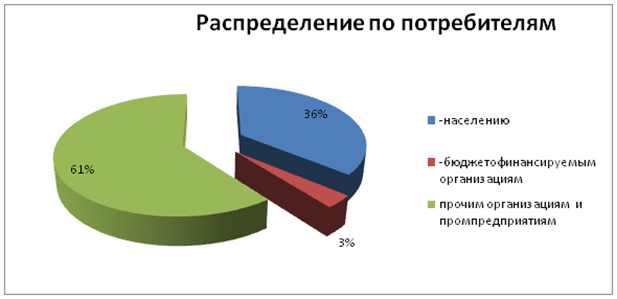 Распределение по потребителям
36%
61%
3%
-населению
-бюджетофинансируемым
организациям
прочим организациям и
промпредприятиям